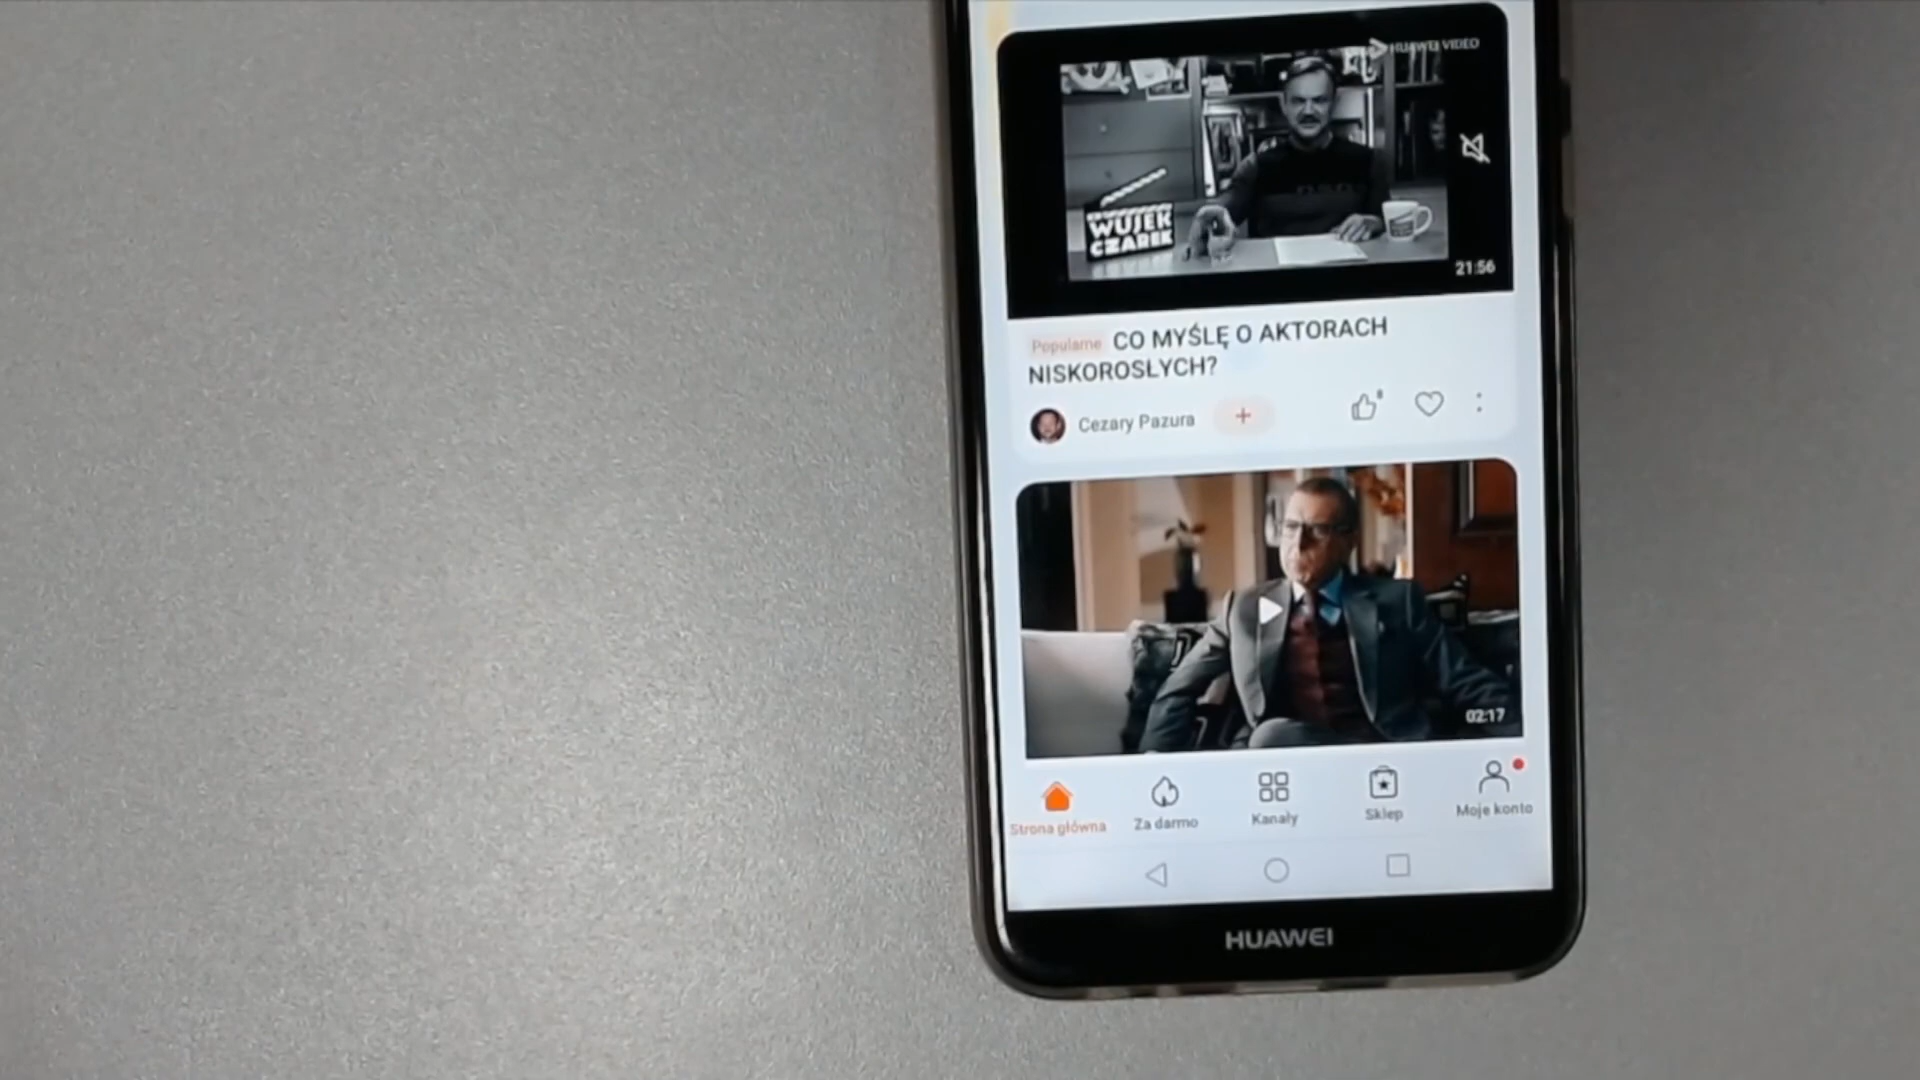 HUAWEI VIDEO
WUJEK
CZAREK
21:56
Popularne CO MYŚLĘ O AKTORACH
NISKOROSŁYCH?
Cezary Pazura
02:17
Strona główna Za darmo Kanały Sklep Moje konto
HUAWEI